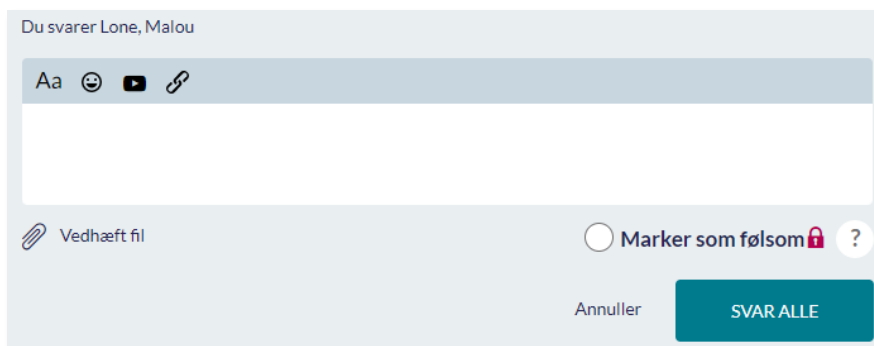 Du svarer Lone, Malou
Aa
Vedhæft fil
Marker som følsom ?
Annuller
SVAR ALLE